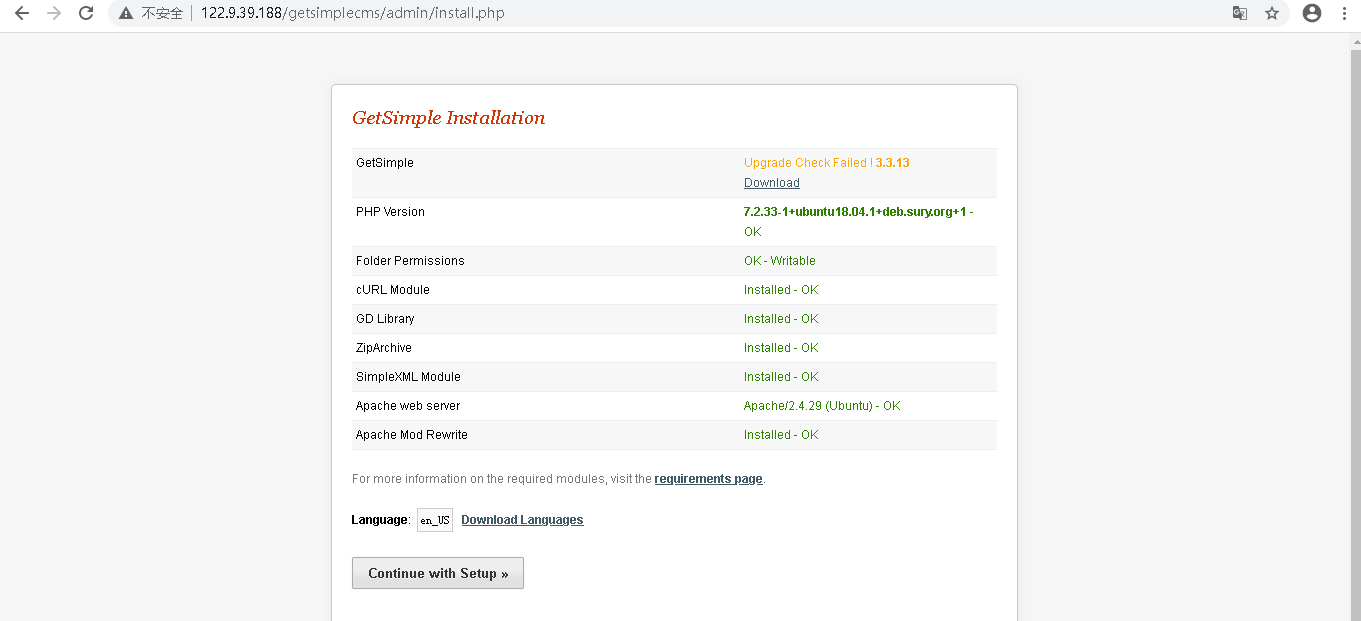 不安全 122.9.39.188/getsimplecms/admin/install.php
GetSimple Installation
GetSimple Upgrade Check Failed ! 3.3.13
Download
PHP Version 7.2.33-1+ubuntu18.04.1+deb.sury.org+1 -
OK
Folder Permissions OK - Writable
cURL Module Installed - OK
GD Library Installed - OK
ZipArchive Installed - OK
SimpleXML Module Installed - OK
Apache web server Apache/2.4.29 (Ubuntu) - OK
Apache Mod Rewrite Installed - OK
For more information on the required modules, visit the requirements page.
Language: en_US Download Languages
Continue with Setup »